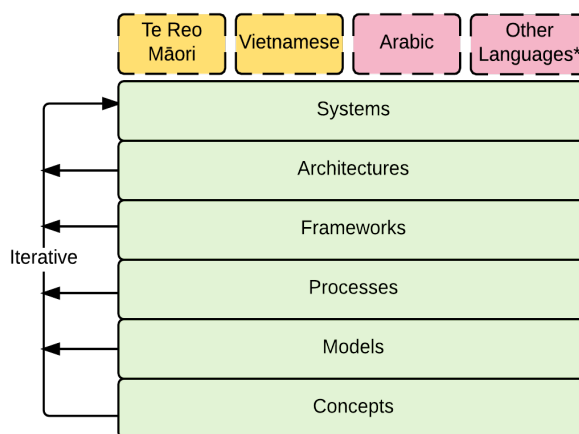 Te Reo
Māori
Vietnamese
Arabic
Other
Languages*
Systems
Architectures
Frameworks
Iterative
Processes
Models
Concepts